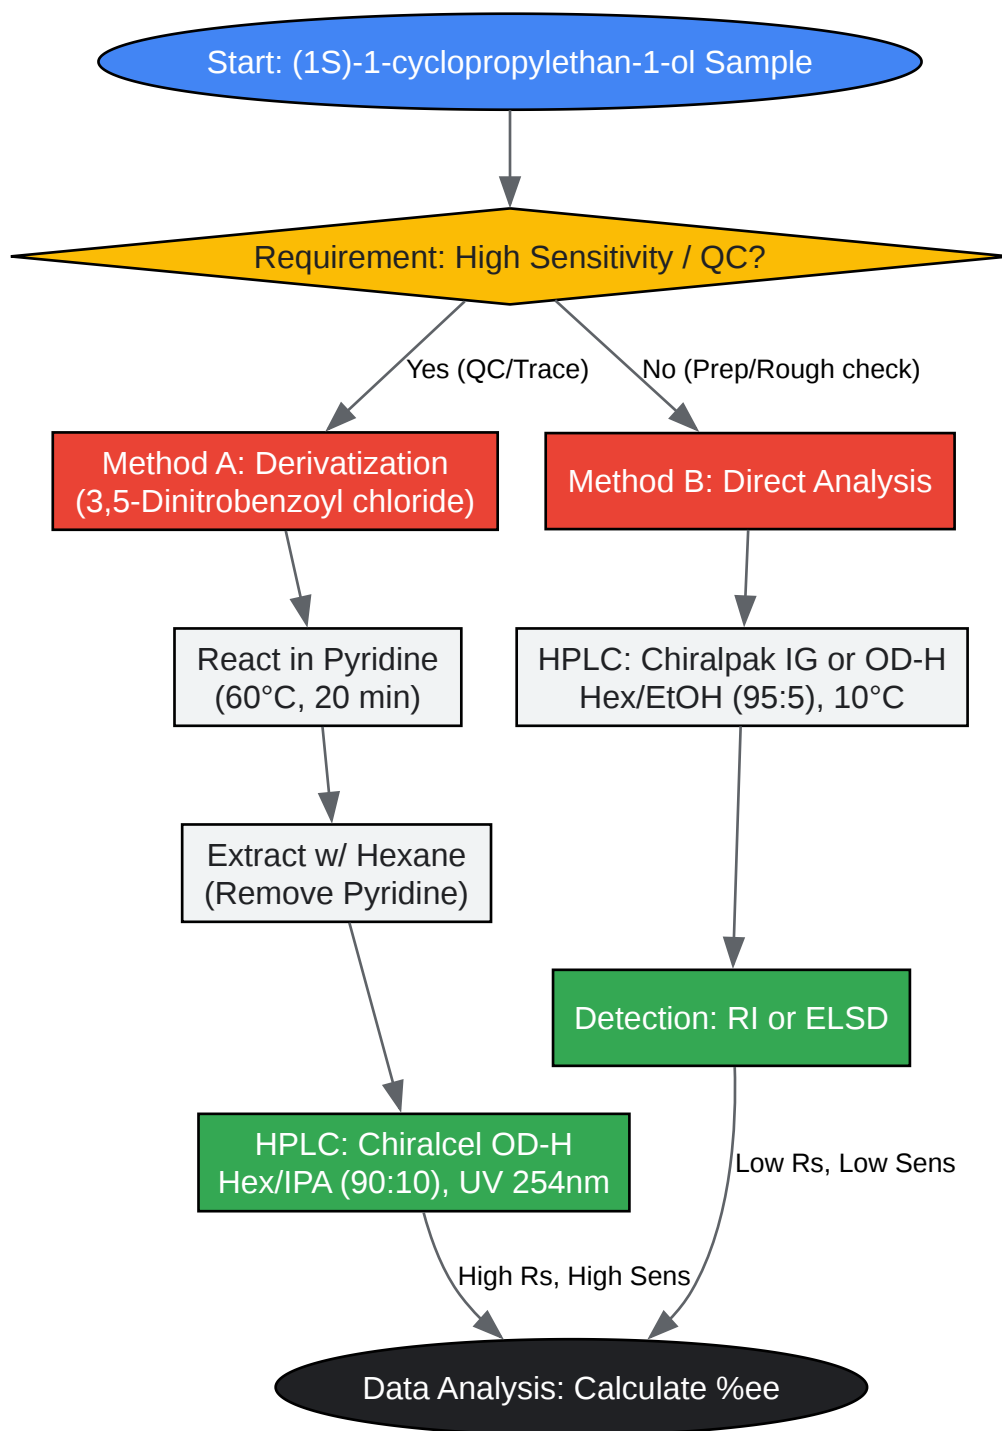 Start: (1S)-1-cyclopropylethan-1-ol Sample
Requirement: High Sensitivity / QC?
Yes (QC/Trace)
No (Prep/Rough check)
Method A: Derivatization
(3,5-Dinitrobenzoyl chloride)
Method B: Direct Analysis
React in Pyridine
(60°C, 20 min)
HPLC: Chiralpak IG or OD-H
Hex/EtOH (95:5), 10°C
Extract w/ Hexane
(Remove Pyridine)
Detection: RI or ELSD
HPLC: Chiralcel OD-H
Hex/IPA (90:10), UV 254nm
Low Rs, Low Sens
High Rs, High Sens
Data Analysis: Calculate %ee